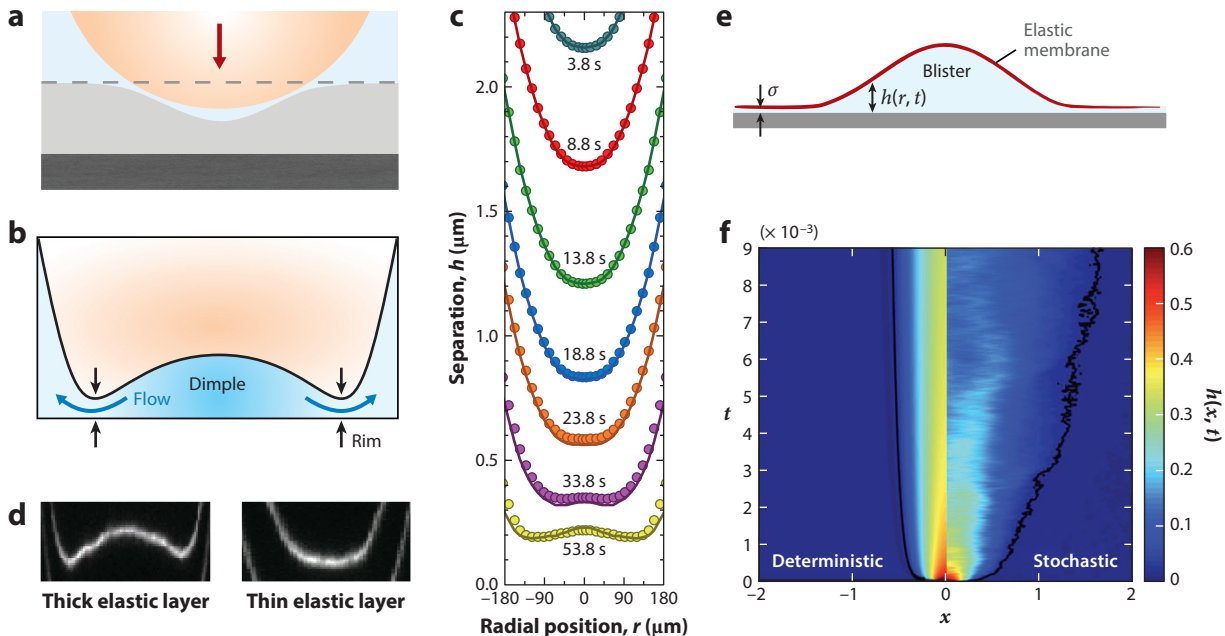 a
b
Dimple
Flow
Rim
d
Thick elastic layer
Thin elastic layer
c
Separation, h (μm)
2.0
1.5
1.0
0.5
0.0
3.8 s
8.8 s
13.8 s
18.8 s
23.8 s
33.8 s
53.8 s
−180 −90 0 90 180
Radial position, r (μm)
e
Elastic
membrane
Blister
σ
h(r, t)
f
(× 10⁻³)
9
8
7
6
5
4
3
2
1
0
t
Deterministic
Stochastic
−2 −1 0 1 2
x
0.6
0.5
0.4
0.3
0.2
0.1
0
h(x, t)